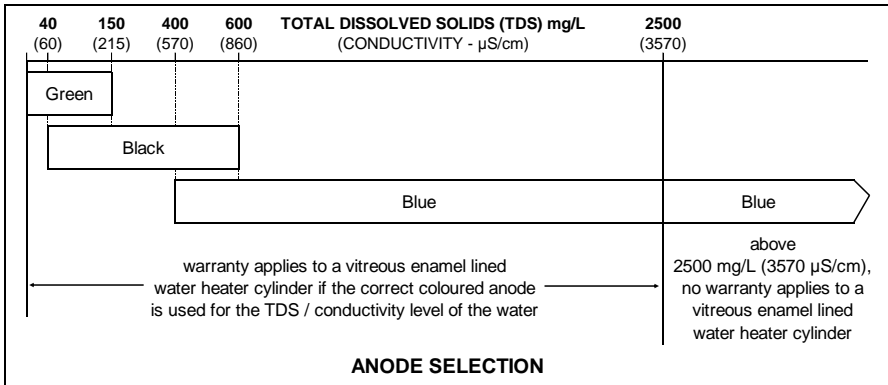 40 150 400 600 TOTAL DISSOLVED SOLIDS (TDS) mg/L 2500
(60) (215) (570) (860) (CONDUCTIVITY - µS/cm) (3570)
Green
Black
Blue Blue
warranty applies to a vitreous enamel lined
water heater cylinder if the correct coloured anode
is used for the TDS / conductivity level of the water
above
2500 mg/L (3570 µS/cm),
no warranty applies to a
vitreous enamel lined
water heater cylinder
ANODE SELECTION